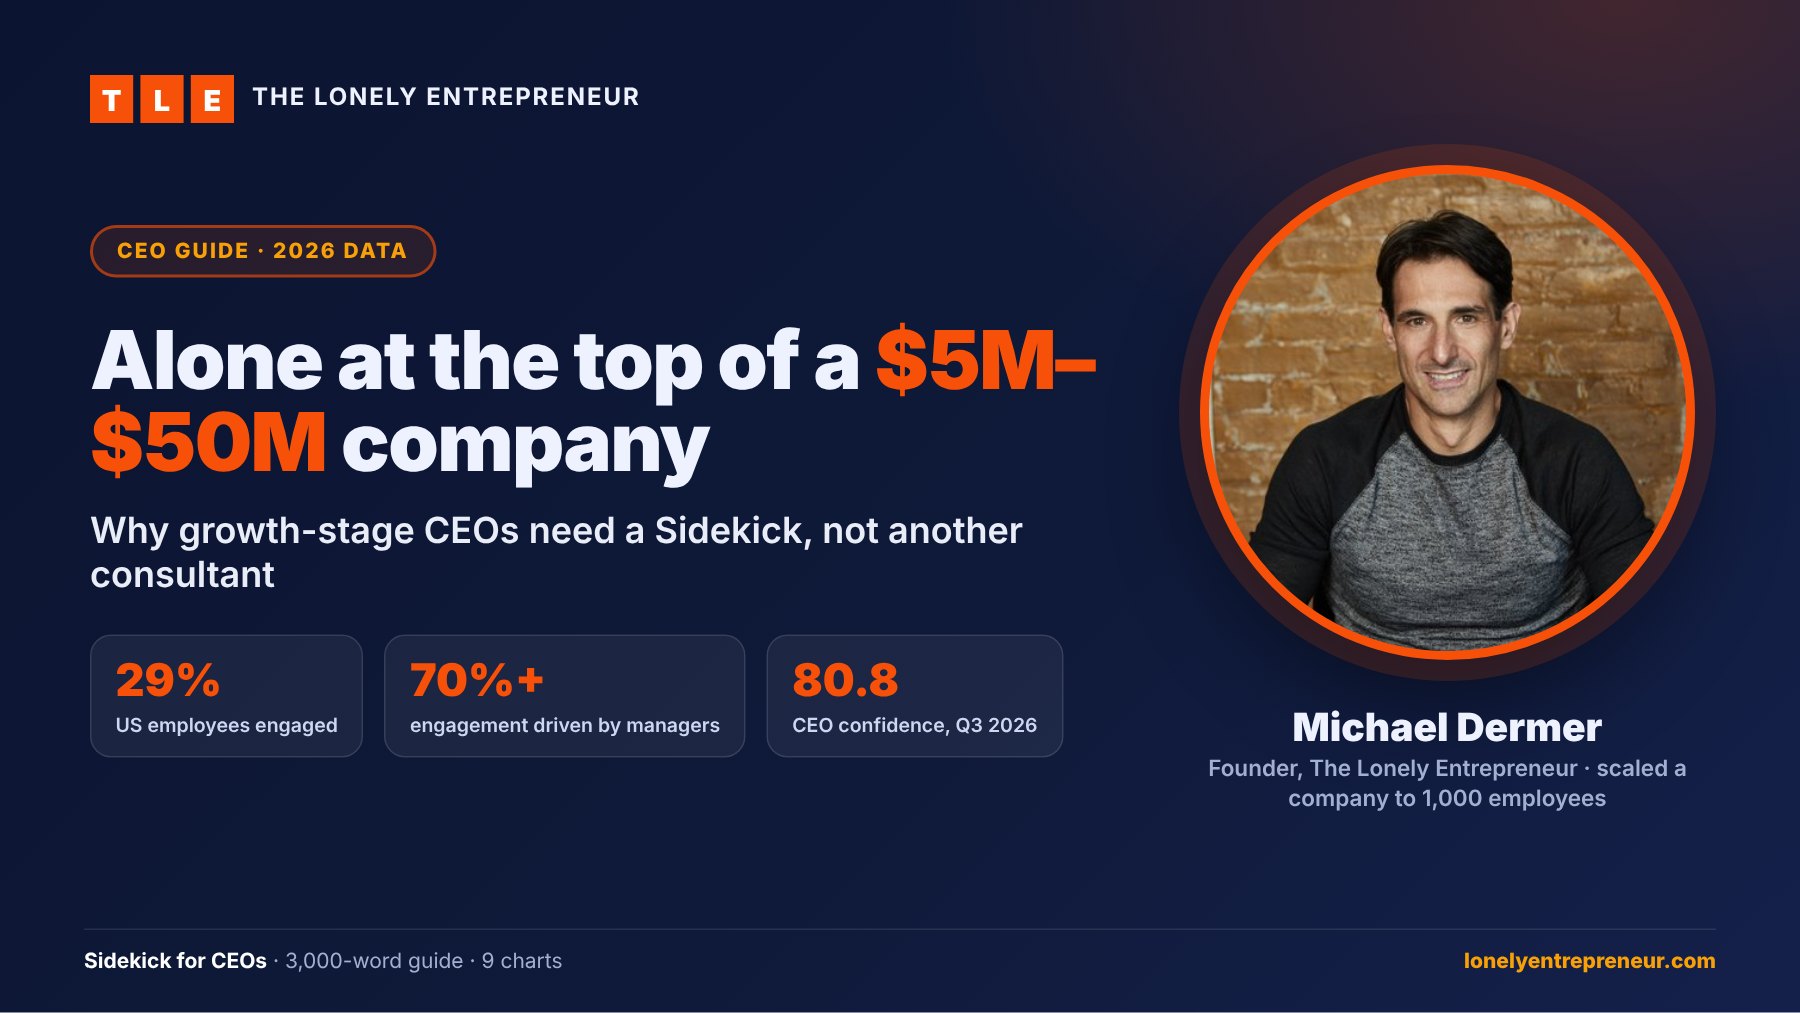 T L E THE LONELY ENTREPRENEUR
CEO GUIDE · 2026 DATA
Alone at the top of a $5M–
$50M company
Why growth-stage CEOs need a Sidekick, not another
consultant
29%
US employees engaged
70%+
engagement driven by managers
80.8
CEO confidence, Q3 2026
Michael Dermer
Founder, The Lonely Entrepreneur · scaled a
company to 1,000 employees
Sidekick for CEOs · 3,000-word guide · 9 charts
lonelyentrepreneur.com